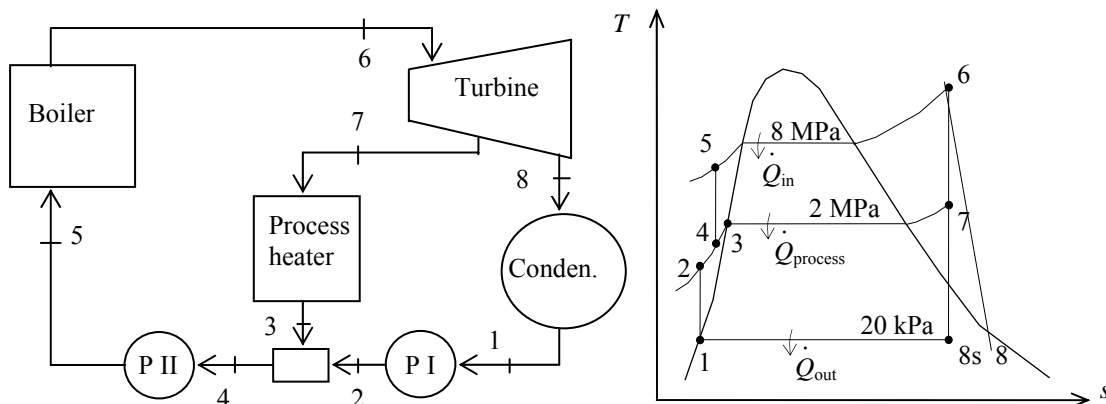 6
Boiler
Turbine
7
8
Process
heater
Conden.
5
3
1
P II
P I
4
2
T
6
8 MPa
5
Q̇in
2 MPa
7
4
3
Q̇process
2
20 kPa
1
8s
8
Q̇out
s